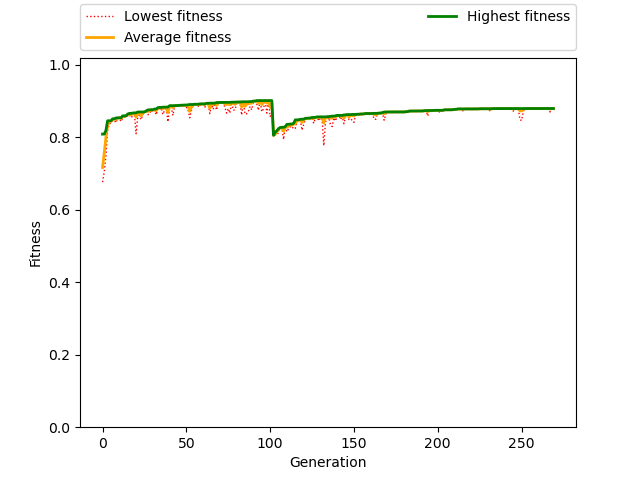 Lowest fitness
Average fitness
Highest fitness
1.0
0.8
0.6
0.4
0.2
0.0
Fitness
0 50 100 150 200 250
Generation